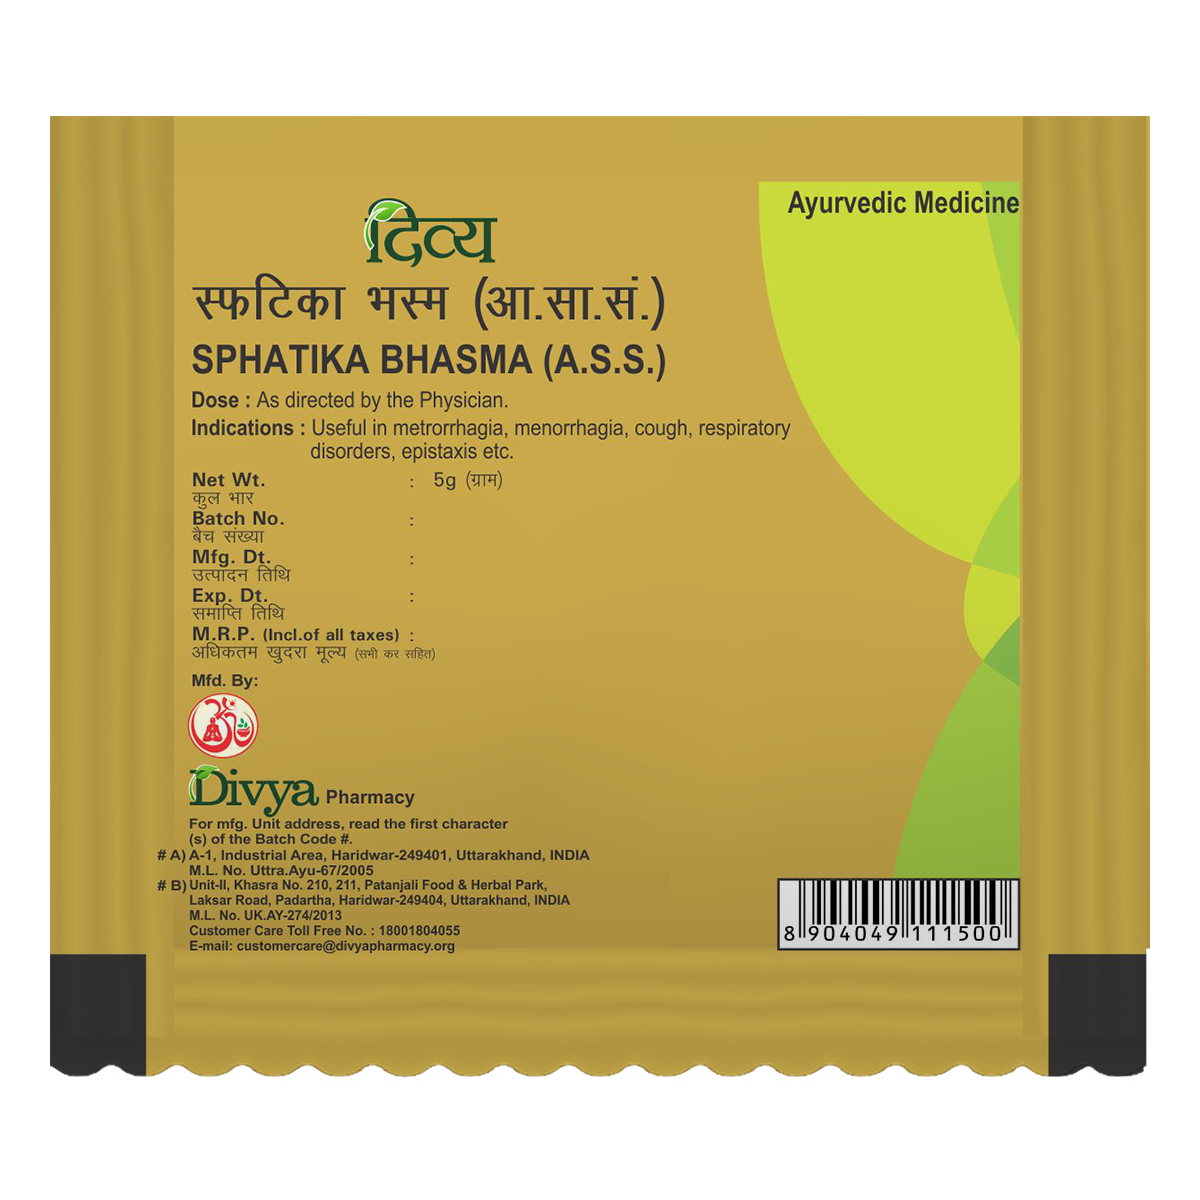 Ayurvedic Medicine
दिव्य
स्फटिका भस्म (आ.सा.सं.)
SPHATIKA BHASMA (A.S.S.)
Dose : As directed by the Physician.
Indications : Useful in metrorrhagia, menorrhagia, cough, respiratory
disorders, epistaxis etc.
Net Wt. : 5g (ग्राम)
कुल भार
Batch No. :
बैच संख्या
Mfg. Dt. :
उत्पादन तिथि
Exp. Dt. :
समाप्ति तिथि
M.R.P. (Incl.of all taxes) :
अधिकतम खुदरा मूल्य (सभी कर सहित)
Mfd. By:
Divya Pharmacy
For mfg. Unit address, read the first character
(s) of the Batch Code #.
# A) A-1, Industrial Area, Haridwar-249401, Uttarakhand, INDIA
M.L. No. Uttra.Ayu-67/2005
# B) Unit-II, Khasra No. 210, 211, Patanjali Food & Herbal Park,
Laksar Road, Padartha, Haridwar-249404, Uttarakhand, INDIA
M.L. No. UK.AY-274/2013
Customer Care Toll Free No. : 18001804055
E-mail: customercare@divyapharmacy.org
8 904049 111500